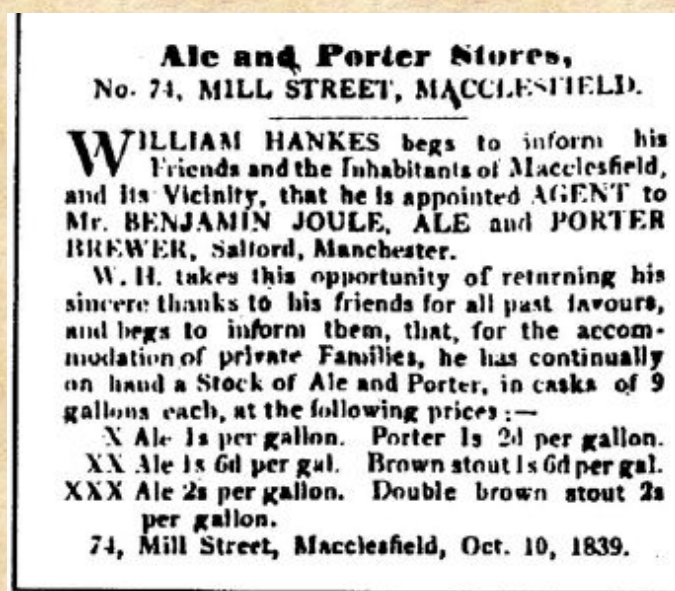 Ale and Porter Stores,
No. 74, MILL STREET, MACCLESFIELD.
WILLIAM HANKES begs to inform his
Friends and the Inhabitants of Macclesfield,
and its Vicinity, that he is appointed AGENT to
Mr. BENJAMIN JOULE, ALE and PORTER
BREWER, Salford, Manchester.
W. H. takes this opportunity of returning his
sincere thanks to his friends for all past favours,
and begs to inform them, that, for the accom-
modation of private Families, he has continually
on hand a Stock of Ale and Porter, in casks of 9
gallons each, at the following prices:—
X Ale 1s per gallon. Porter 1s 2d per gallon.
XX Ale 1s 6d per gal. Brown stout 1s 6d per gal.
XXX Ale 2s per gallon. Double brown stout 2s
per gallon.
74, Mill Street, Macclesfield, Oct. 10, 1839.